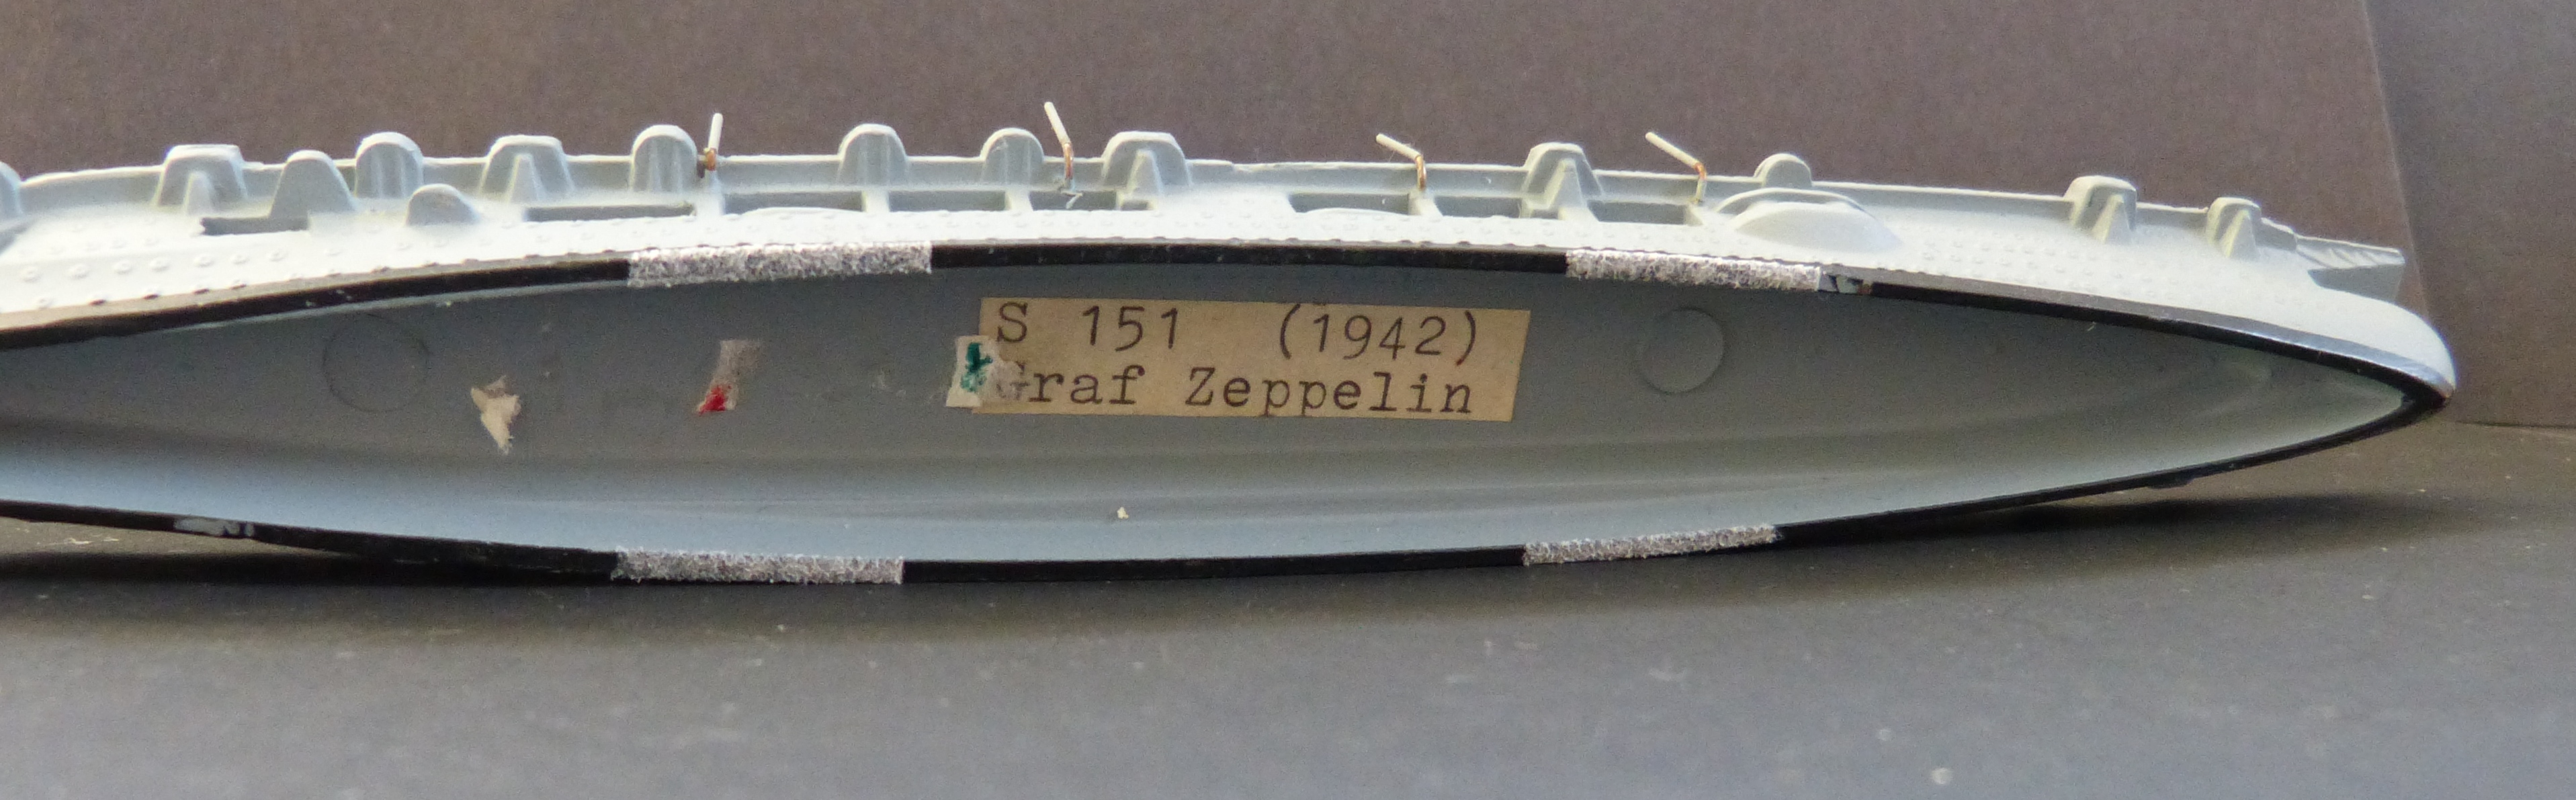 S 151 (1942)
Graf Zeppelin